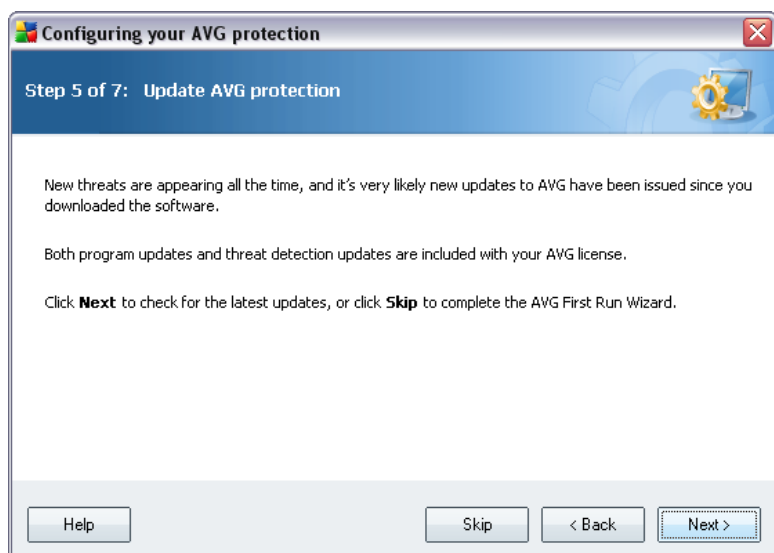 Configuring your AVG protection
Step 5 of 7: Update AVG protection
New threats are appearing all the time, and it's very likely new updates to AVG have been issued since you
downloaded the software.
Both program updates and threat detection updates are included with your AVG license.
Click Next to check for the latest updates, or click Skip to complete the AVG First Run Wizard.
Help
Skip
< Back
Next >